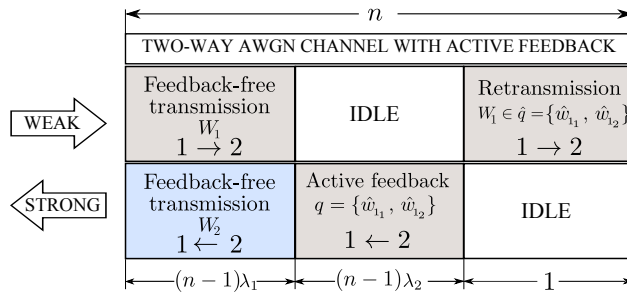 n
TWO-WAY AWGN CHANNEL WITH ACTIVE FEEDBACK
WEAK
Feedback-free
transmission
W₁
1 → 2
IDLE
Retransmission
W₁ ∈ q̂ = {ŵ₁₁ , ŵ₁₂}
1 → 2
STRONG
Feedback-free
transmission
W₂
1 ← 2
Active feedback
q = {ŵ₁₁ , ŵ₁₂}
1 ← 2
IDLE
(n − 1)λ₁
(n − 1)λ₂
1